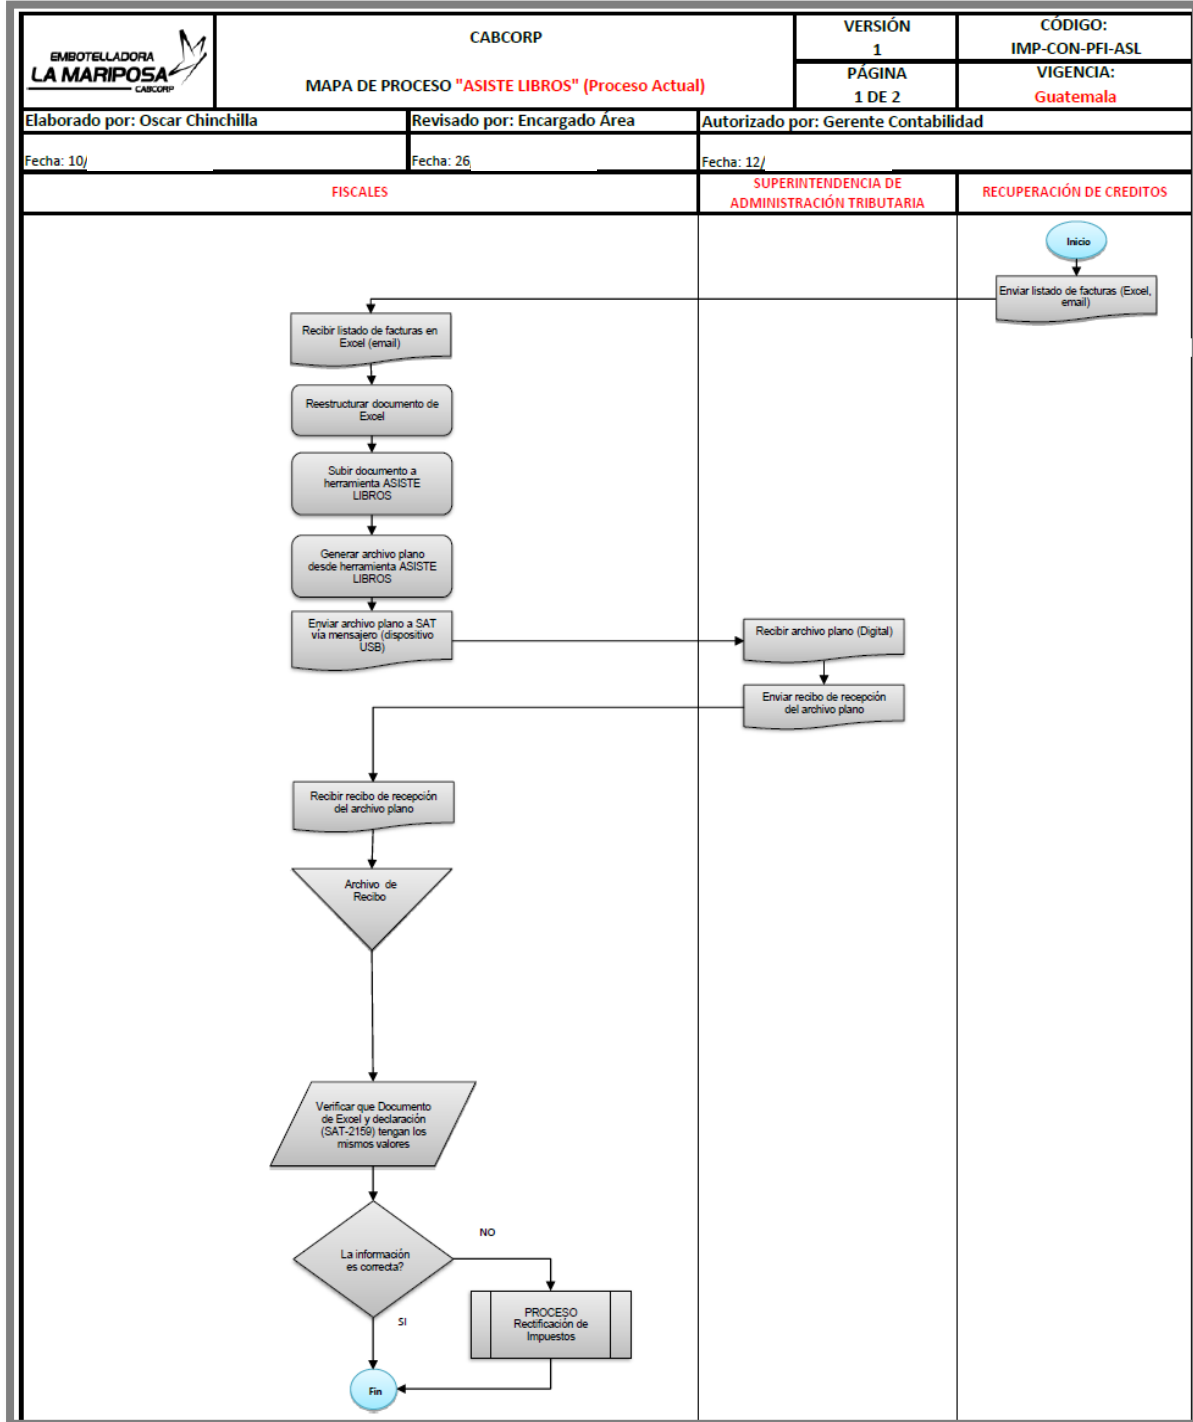 EMBOTELLADORA
LA MARIPOSA
CABCORP
CABCORP
MAPA DE PROCESO "ASISTE LIBROS" (Proceso Actual)
VERSIÓN
1
CÓDIGO:
IMP-CON-PFI-ASL
PÁGINA
1 DE 2
VIGENCIA:
Guatemala
Elaborado por: Oscar Chinchilla
Revisado por: Encargado Área
Autorizado por: Gerente Contabilidad
Fecha: 10/
Fecha: 26
Fecha: 12/
FISCALES
SUPERINTENDENCIA DE
ADMINISTRACIÓN TRIBUTARIA
RECUPERACIÓN DE CREDITOS
Inicio
Enviar listado de facturas (Excel,
email)
Recibir listado de facturas en
Excel (email)
Reestructurar documento de
Excel
Subir documento a
herramienta ASISTE
LIBROS
Generar archivo plano
desde herramienta ASISTE
LIBROS
Enviar archivo plano a SAT
vía mensajero (dispositivo
USB)
Recibir archivo plano (Digital)
Enviar recibo de recepción
del archivo plano
Recibir recibo de recepción
del archivo plano
Archivo de
Recibo
Verificar que Documento
de Excel y declaración
(SAT-2159) tengan los
mismos valores
La información
es correcta?
NO
SI
PROCESO
Rectificación de
Impuestos
Fin